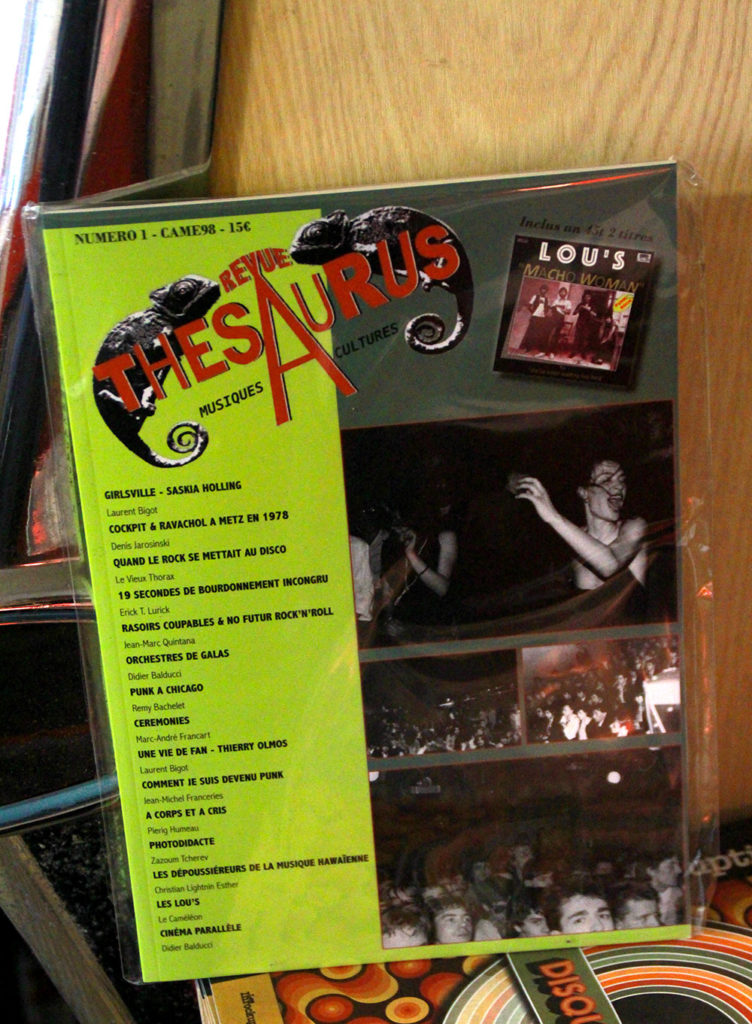 NUMERO 1 - CAME98 - 15€
REVUE
THESAURUS
MUSIQUES
CULTURES
Inclus un 45t 2 titres
LOU'S
MACHO WOMAN
GIRLSVILLE - SASKIA HOLLING
Laurent Bigot
COCKPIT & RAVACHOL A METZ EN 1978
Denis Jarosinski
QUAND LE ROCK SE METTAIT AU DISCO
Le Vieux Thorax
19 SECONDES DE BOURDONNEMENT INCONGRU
Erick T. Lurick
RASOIRS COUPABLES & NO FUTUR ROCK'N'ROLL
Jean-Marc Quintana
ORCHESTRES DE GALAS
Didier Balducci
PUNK A CHICAGO
Remy Bachelet
CEREMONIES
Marc-André Francart
UNE VIE DE FAN - THIERRY OLMOS
Laurent Bigot
COMMENT JE SUIS DEVENU PUNK
Jean-Michel Franceries
A CORPS ET A CRIS
Pierig Humeau
PHOTODIDACTE
Zazoum Tcherev
LES DÉPOUSSIÉREURS DE LA MUSIQUE HAWAÏENNE
Christian Lightnin Esther
LES LOU'S
Le Caméléon
CINÉMA PARALLÈLE
Didier Balducci
DISQU